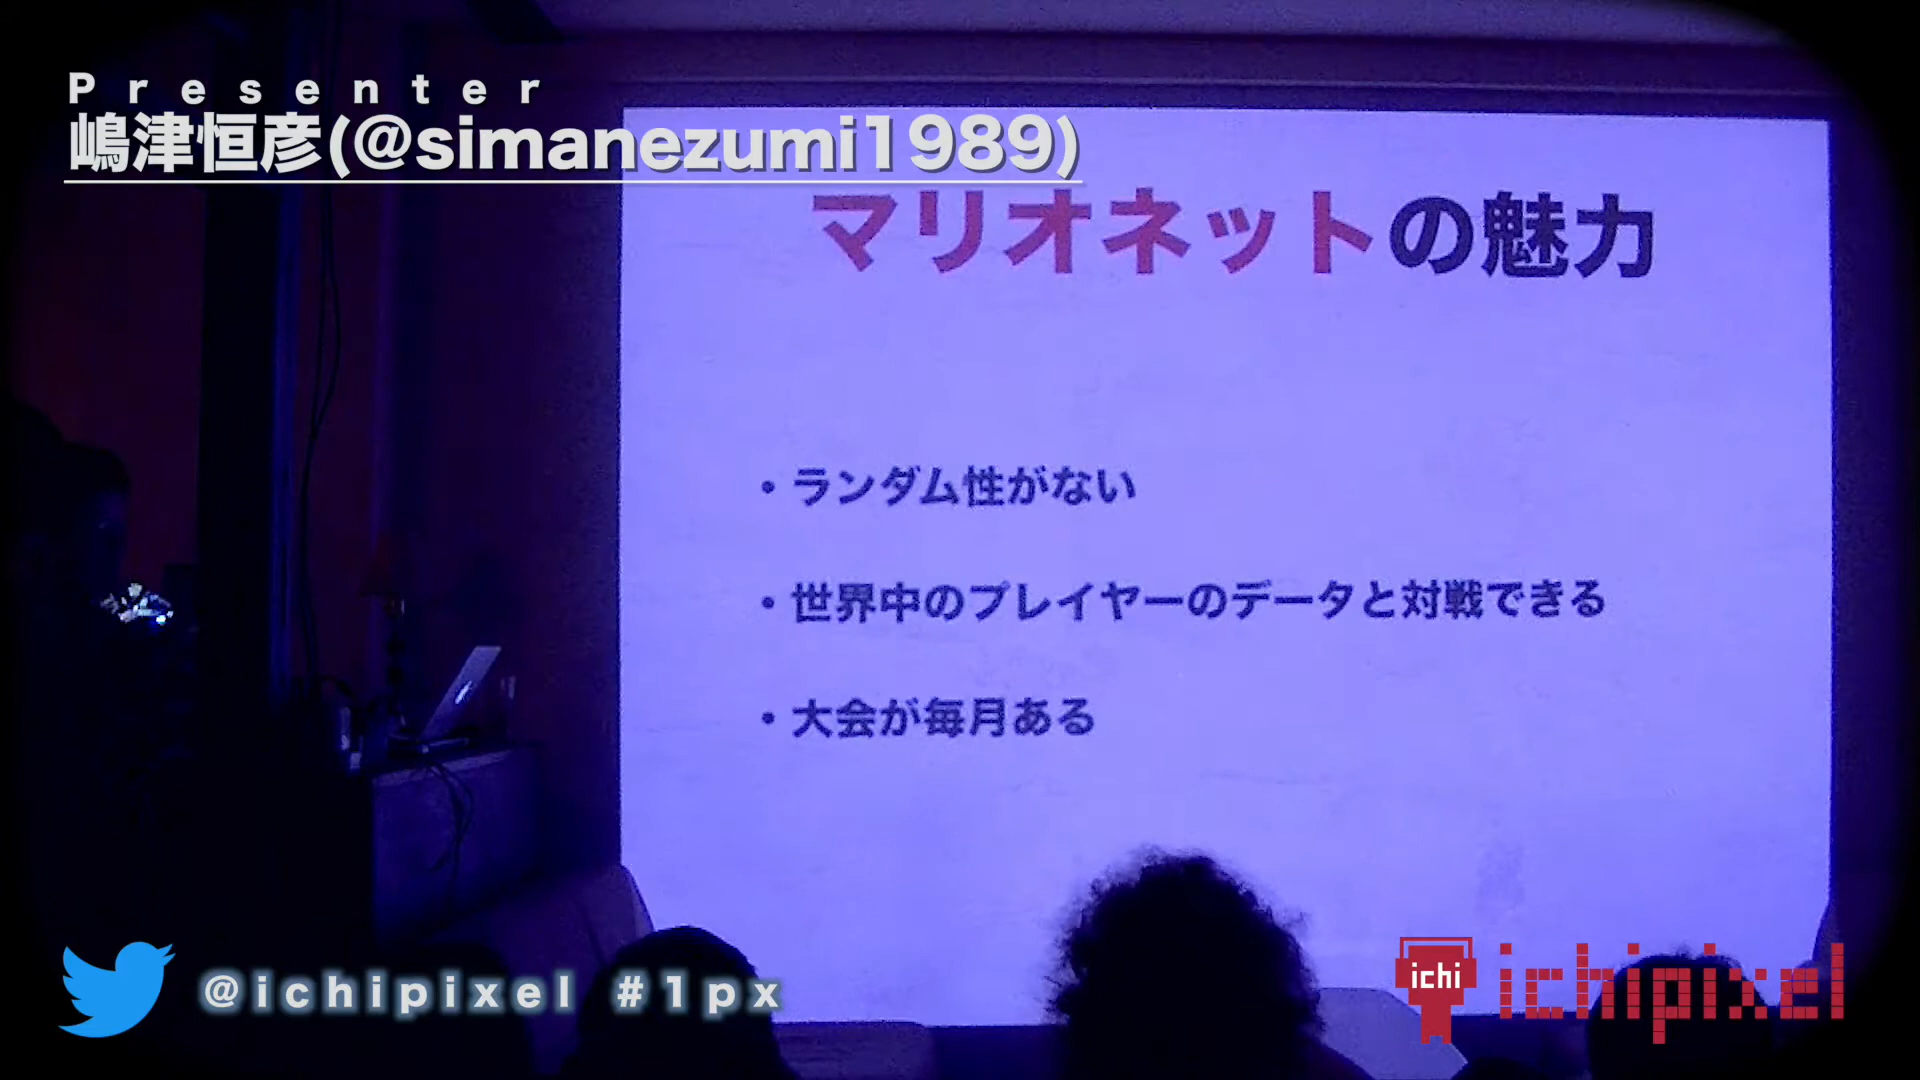 Presenter
嶋津恒彦(@simanezumi1989)
マリオネットの魅力
・ランダム性がない
・世界中のプレイヤーのデータと対戦できる
・大会が毎月ある
@ichipixel #1px
ichi
ichipixel